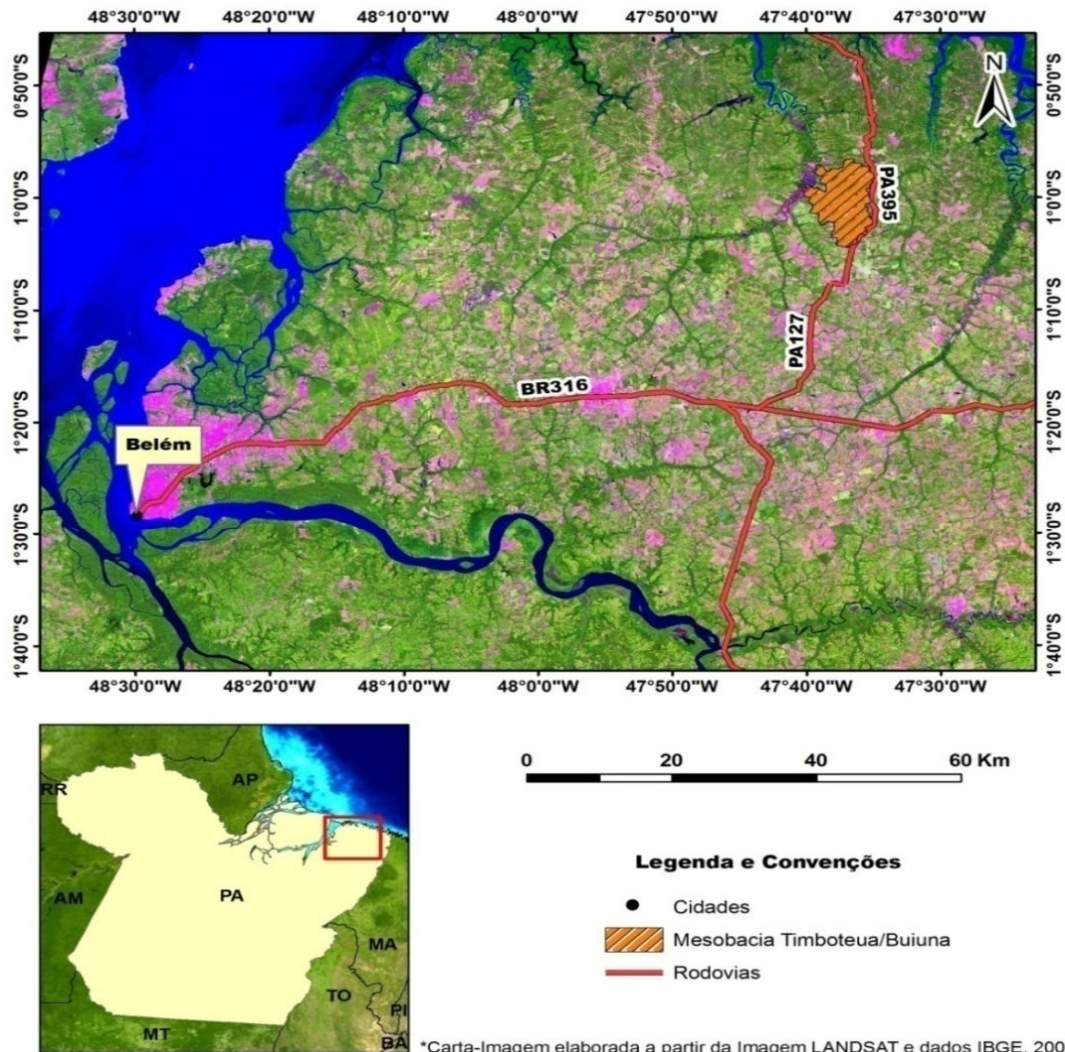 48°30'0"W 48°20'0"W 48°10'0"W 48°0'0"W 47°50'0"W 47°40'0"W 47°30'0"W
N
0°50'0"S 0°50'0"S
PA395
1°0'0"S 1°0'0"S
1°10'0"S 1°10'0"S
PA127
BR316
1°20'0"S 1°20'0"S
Belém
1°30'0"S 1°30'0"S
1°40'0"S 1°40'0"S
48°30'0"W 48°20'0"W 48°10'0"W 48°0'0"W 47°50'0"W 47°40'0"W 47°30'0"W
RR
AP
AM
PA
MA
TO
PI
BA
MT
0 20 40 60 Km
Legenda e Convenções
Cidades
Mesobacia Timboteua/Buiuna
Rodovias
*Carta-Imagem elaborada a partir da Imagem LANDSAT e dados IBGE, 200